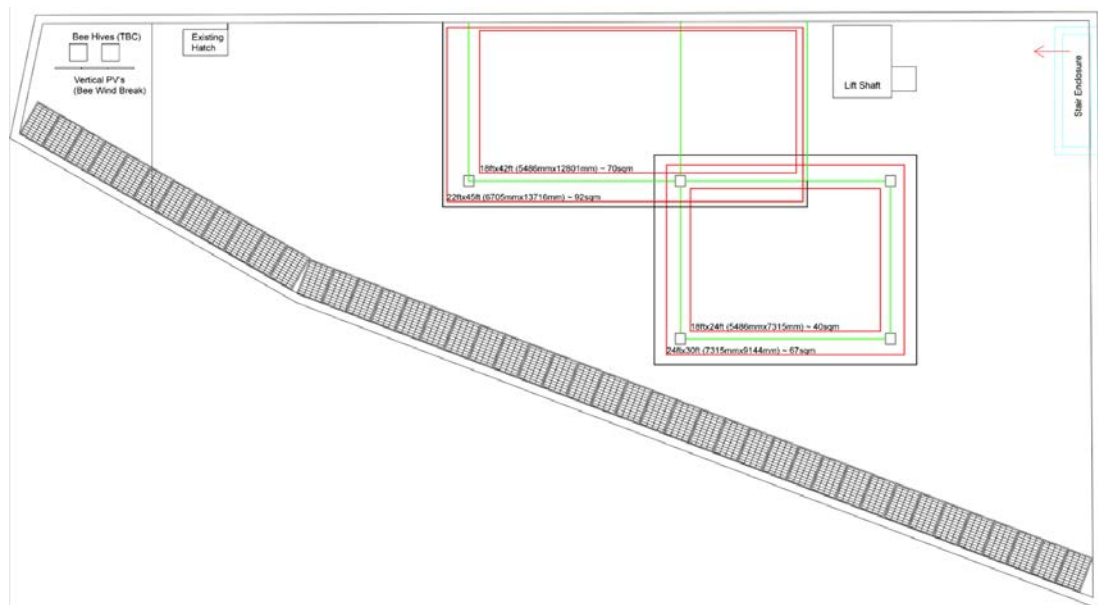 Bee Hives (TBC)
Vertical PV's
(Bee Wind Break)
Existing
Hatch
Lift Shaft
Stair Enclosure
18ftx42ft (5486mmx12801mm) ~ 70sqm
22ftx45ft (6705mmx13716mm) ~ 92sqm
18ftx24ft (5486mmx7315mm) ~ 40sqm
24ftx30ft (7315mmx9144mm) ~ 67sqm